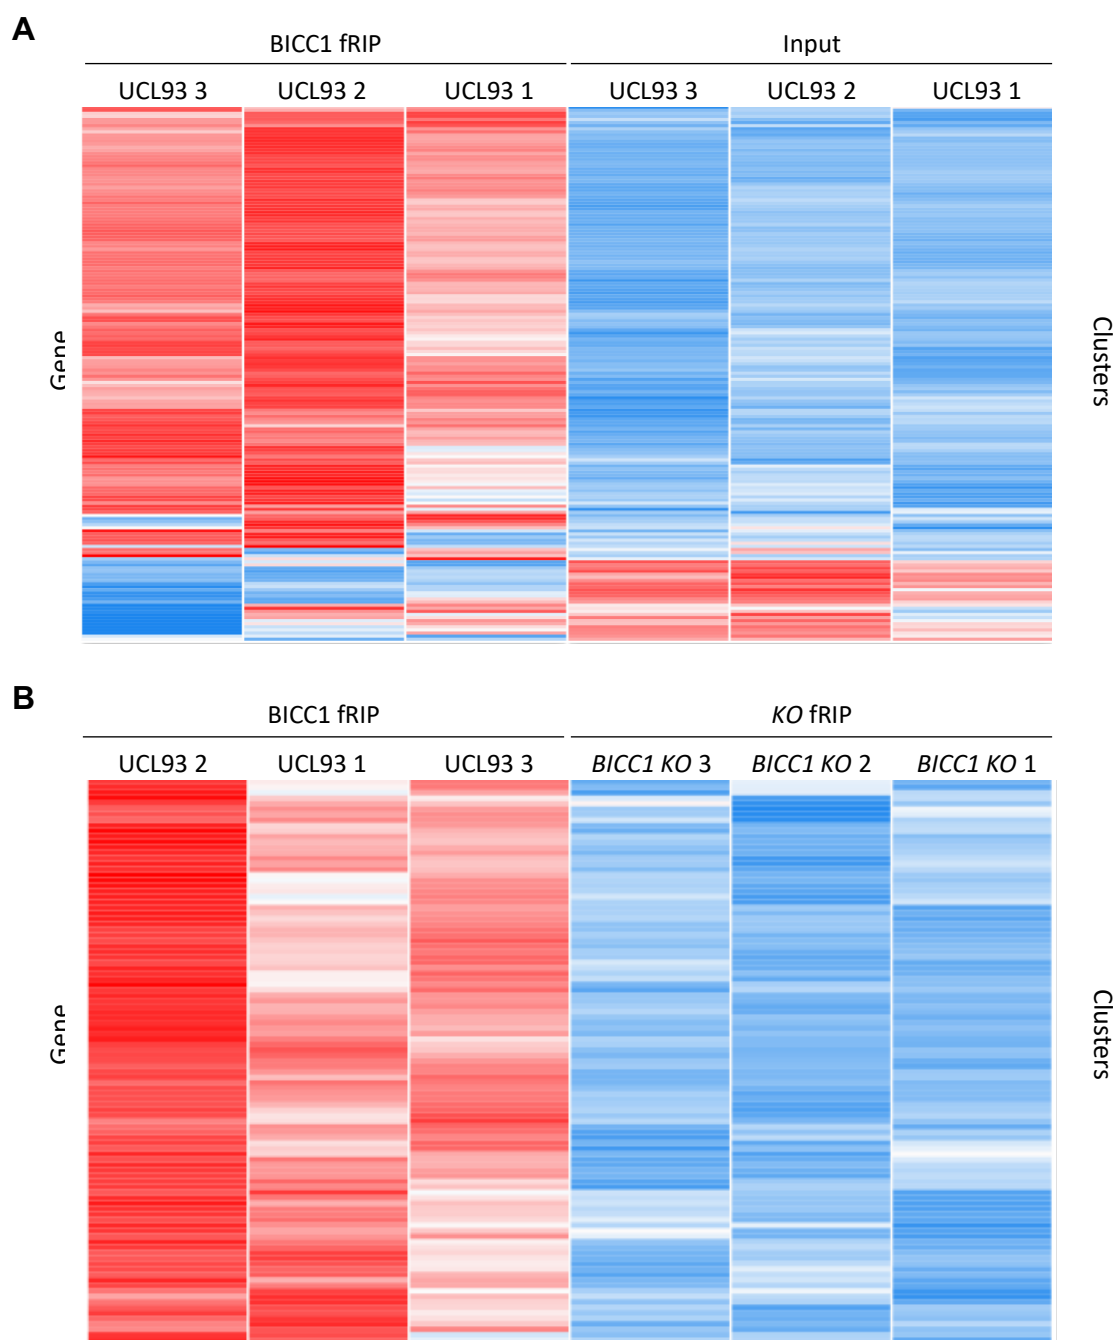 A
BICC1 fRIP Input
UCL93 3 UCL93 2 UCL93 1 UCL93 3 UCL93 2 UCL93 1
Gene
Clusters
B
BICC1 fRIP KO fRIP
UCL93 2 UCL93 1 UCL93 3 BICC1 KO 3 BICC1 KO 2 BICC1 KO 1
Gene
Clusters